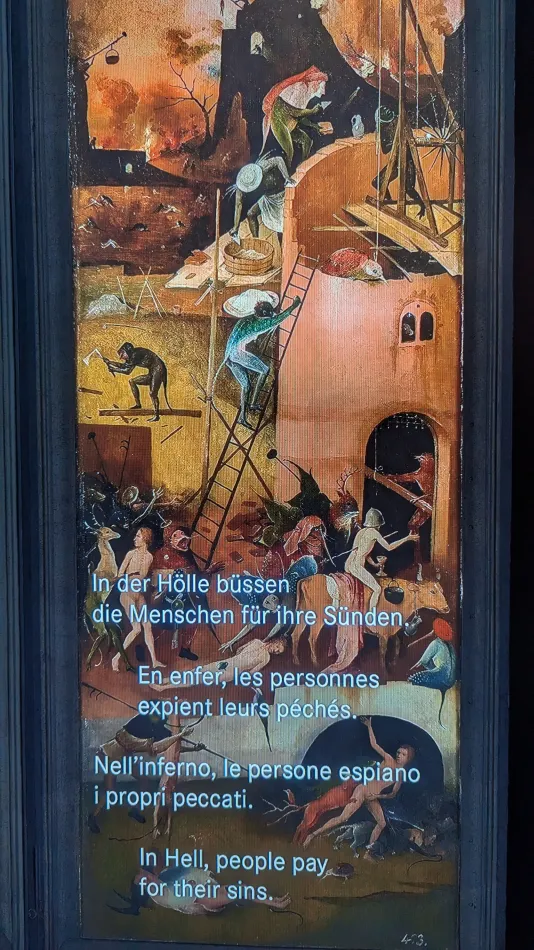 In der Hölle büssen
die Menschen für ihre Sünden.
En enfer, les personnes
expient leurs péchés.
Nell'inferno, le persone espiano
i propri peccati.
In Hell, people pay
for their sins.
493.